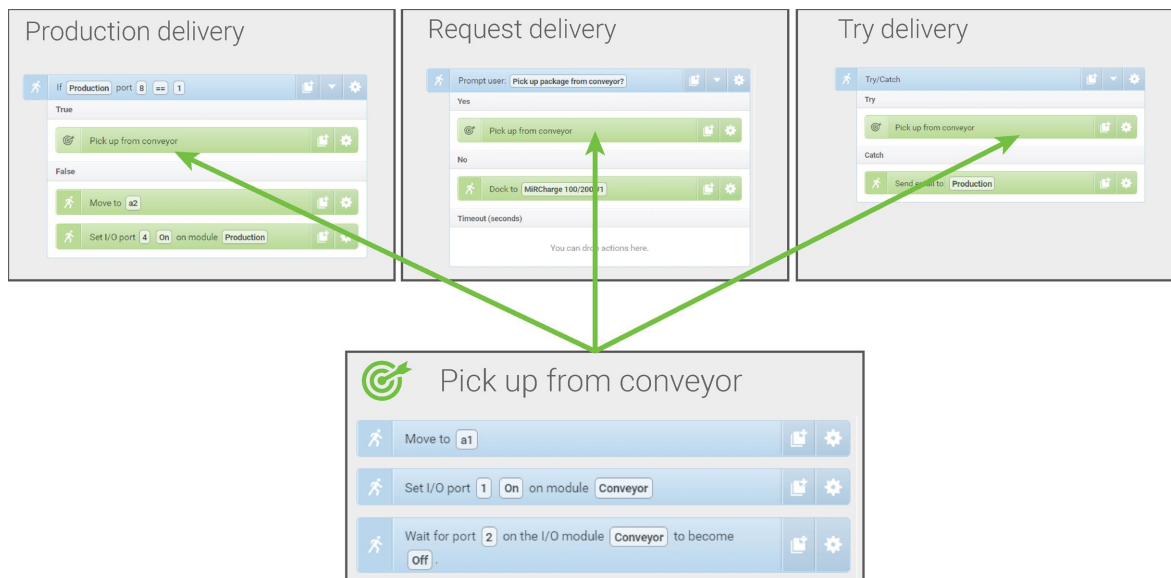 Production delivery
If Production port 8 == 1
True
Pick up from conveyor
False
Move to a2
Set I/O port 4 On on module Production
Request delivery
Prompt user: Pick up package from conveyor?
Yes
Pick up from conveyor
No
Dock to MiRCharge 100/200 #1
Timeout (seconds)
You can drop actions here.
Try delivery
Try/Catch
Try
Pick up from conveyor
Catch
Send email to Production
Pick up from conveyor
Move to a1
Set I/O port 1 On on module Conveyor
Wait for port 2 on the I/O module Conveyor to become
Off .